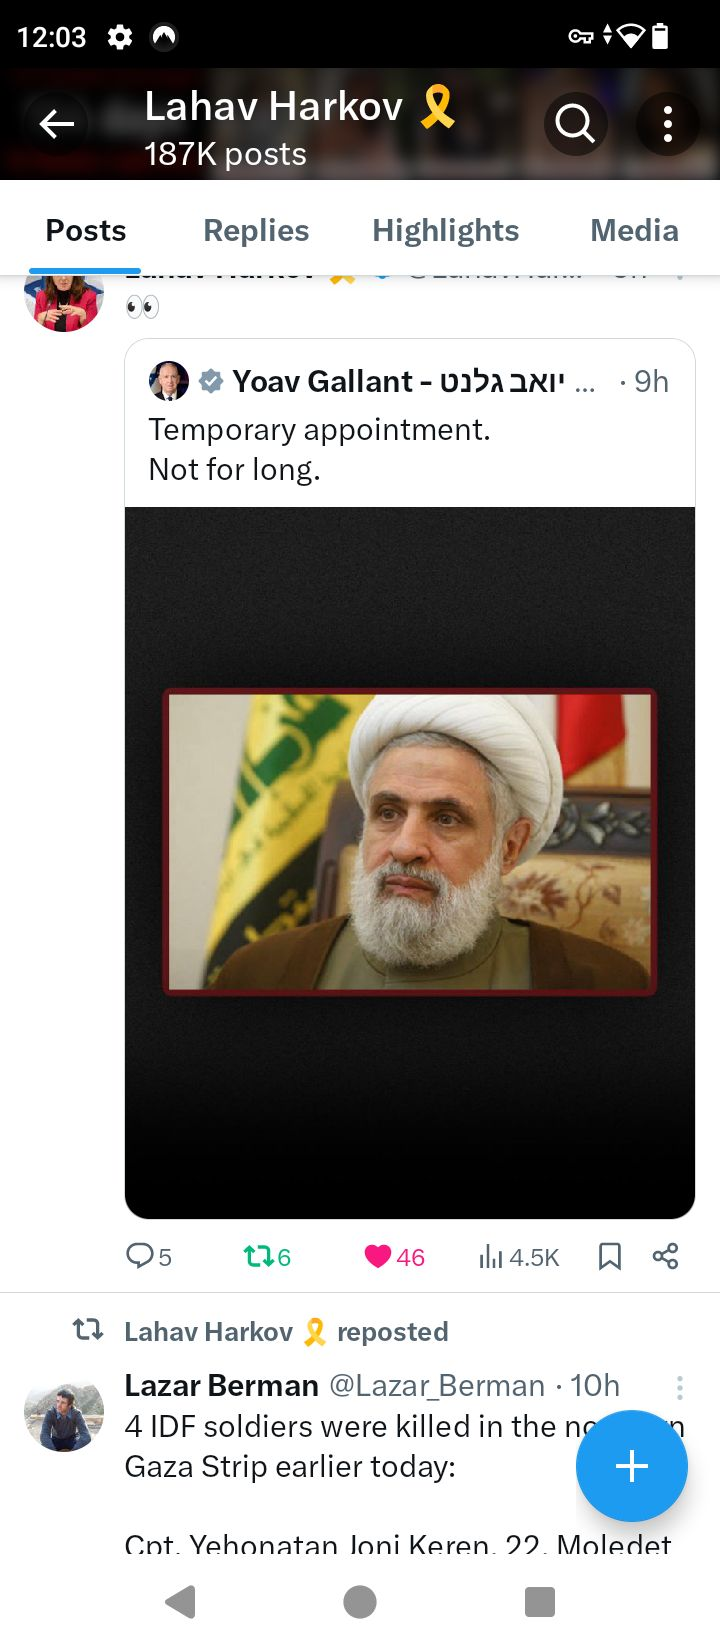 12:03
Lahav Harkov 🎗️
187K posts
Posts Replies Highlights Media
👀
Yoav Gallant - יואב גלנט ... · 9h
Temporary appointment.
Not for long.
5 6 46 4.5K
Lahav Harkov 🎗️ reposted
Lazar Berman @Lazar_Berman · 10h
4 IDF soldiers were killed in the
Gaza Strip earlier today:
Cpt. Yehonatan Joni Keren, 22, Moledet